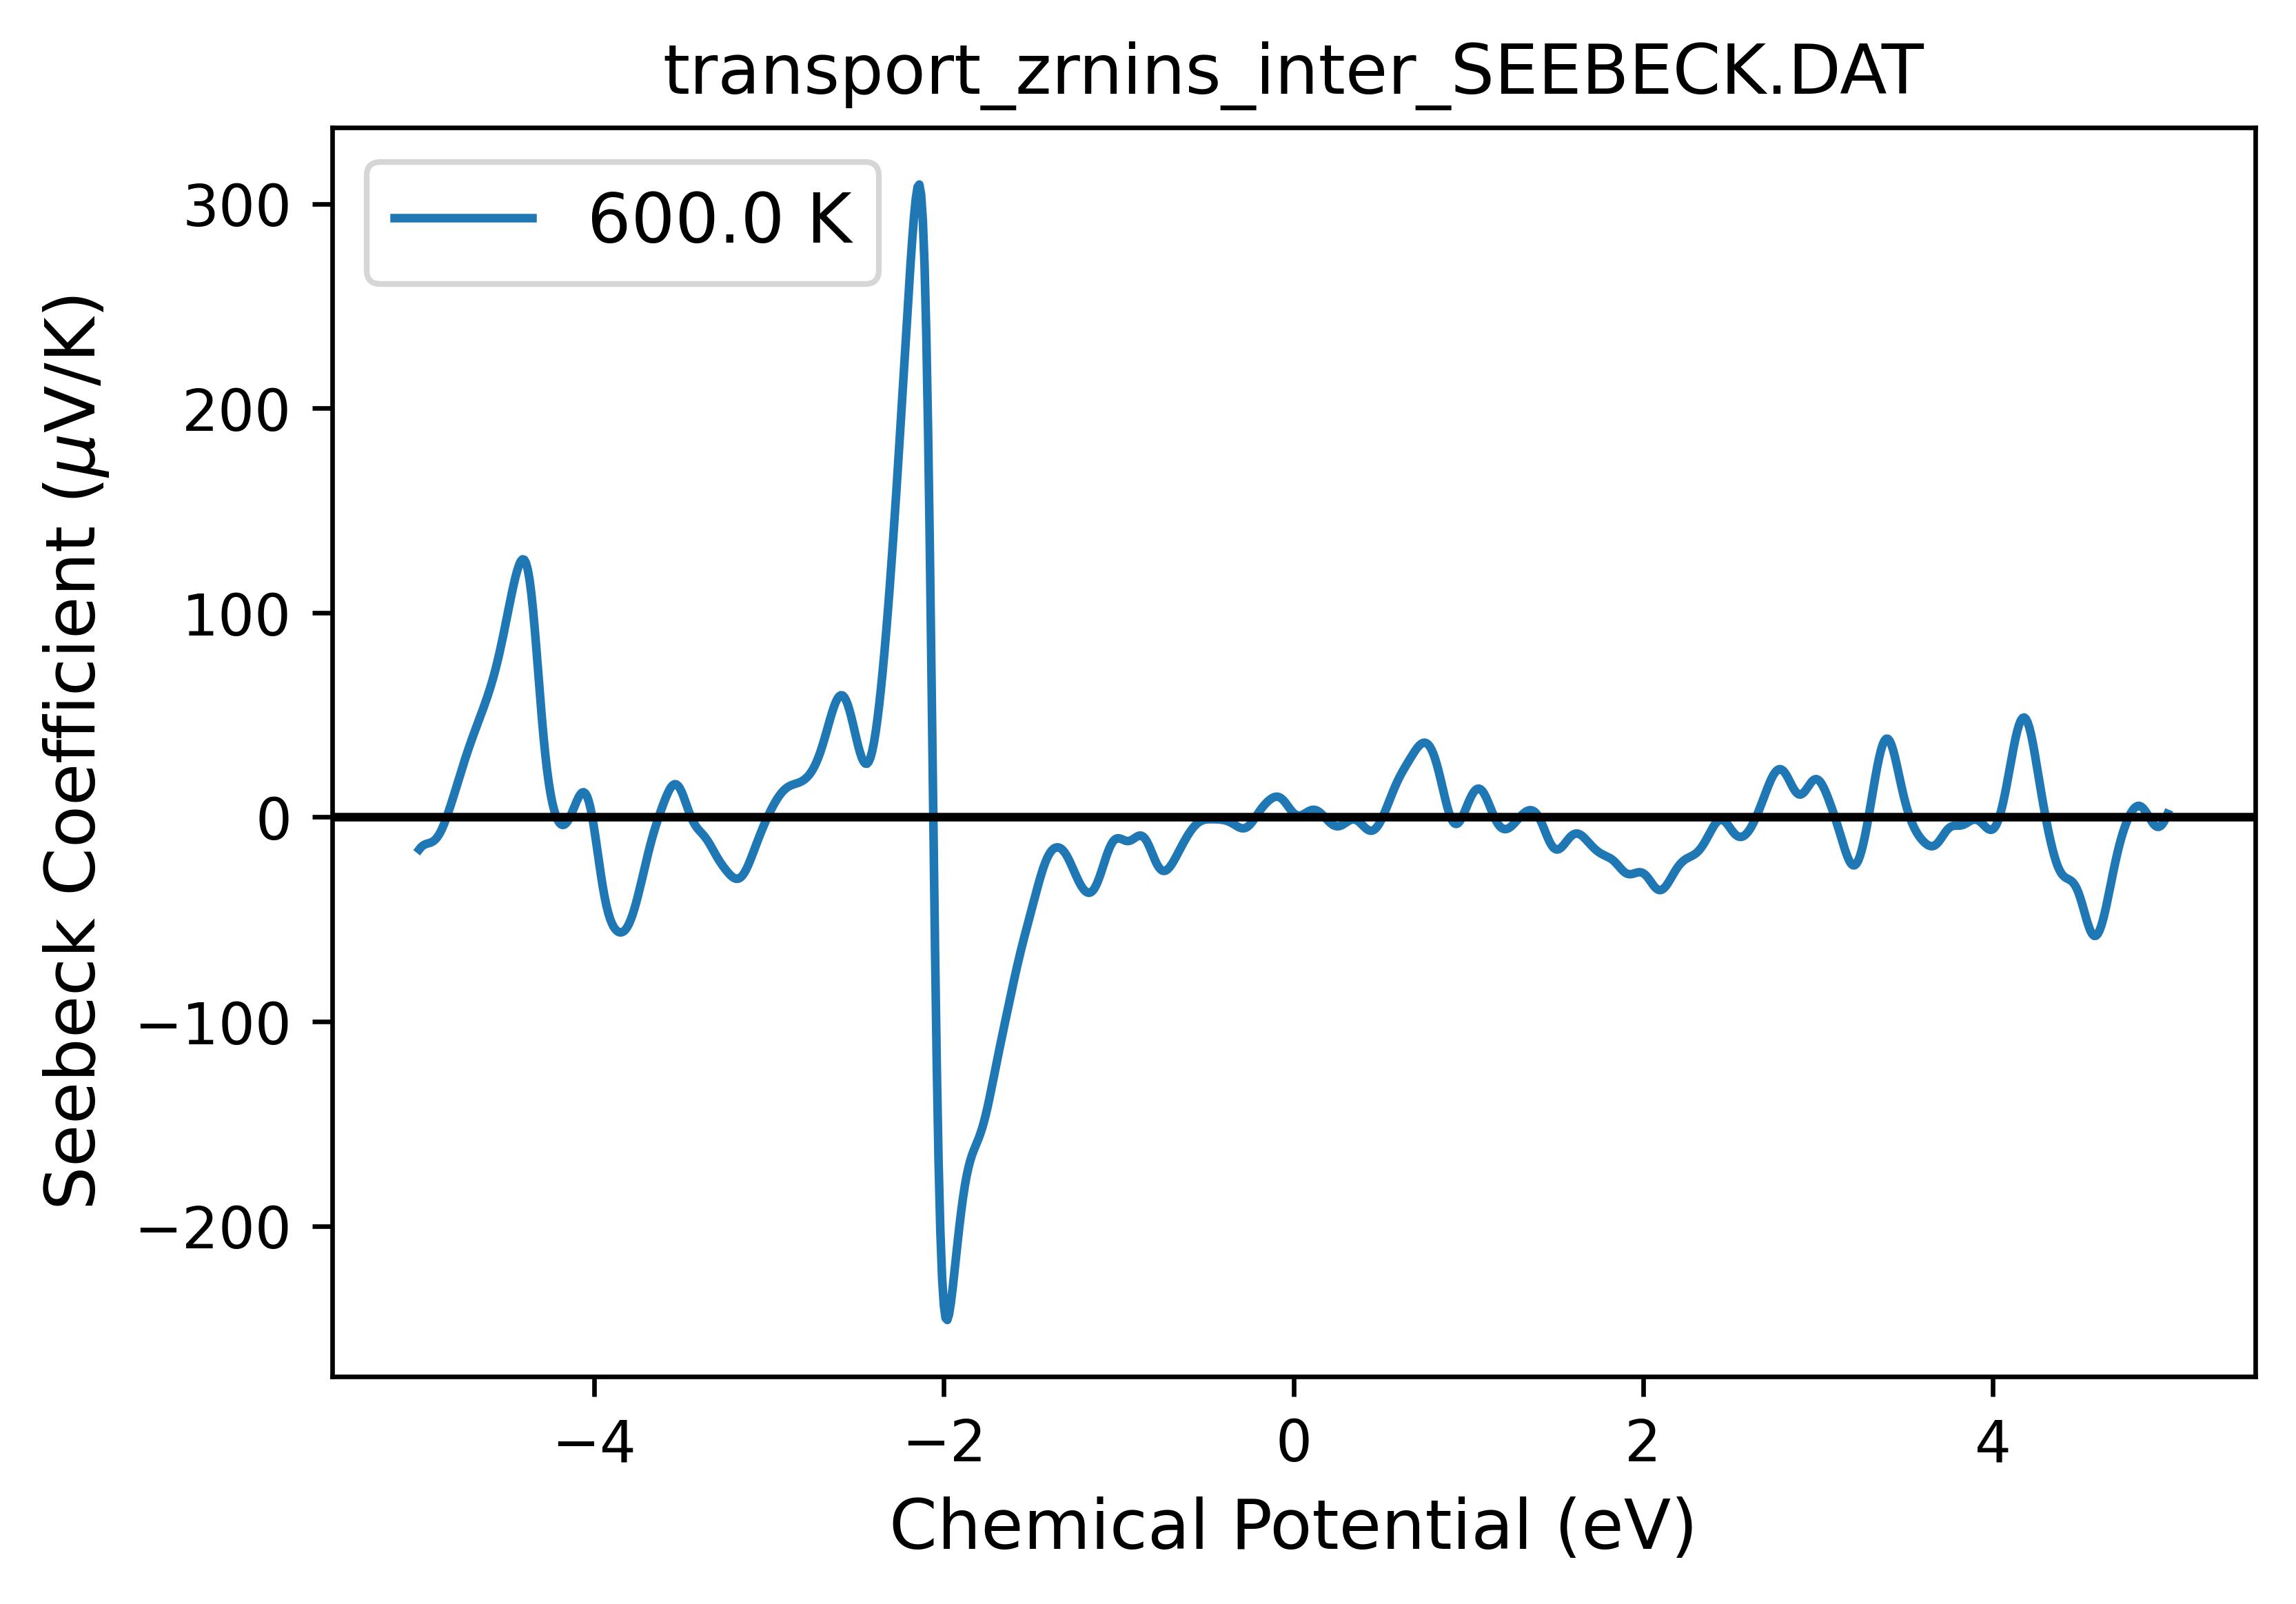 transport_zrnins_inter_SEEBECK.DAT
600.0 K
Seebeck Coefficient (μV/K)
300
200
100
0
−100
−200
−4
−2
0
2
4
Chemical Potential (eV)